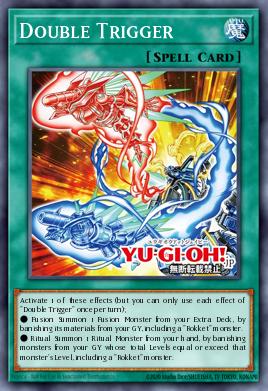 Double Trigger
魔
[Spell Card]
YU-GI-OH!.jp
無断転載禁止
Activate 1 of these effects (but you can only use each effect of
"Double Trigger" once per turn);
● Fusion Summon 1 Fusion Monster from your Extra Deck, by
banishing its materials from your GY, including a "Rokket" monster.
● Ritual Summon 1 Ritual Monster from your hand, by banishing
monsters from GY whose total Levels equal or exceed that
monster's Level, including a "Rokket" monster.